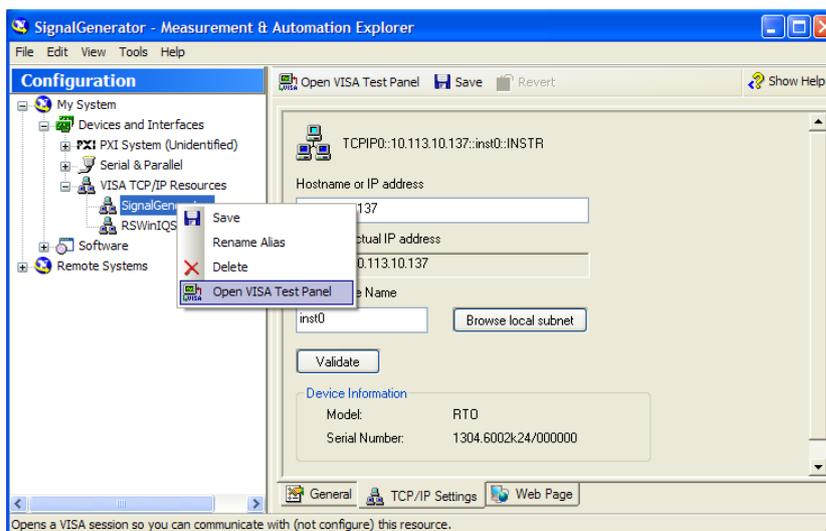 SignalGenerator - Measurement & Automation Explorer
File Edit View Tools Help
Configuration
Open VISA Test Panel Save Revert Show Help
My System
Devices and Interfaces
PXI PXI System (Unidentified)
Serial & Parallel
VISA TCP/IP Resources
SignalGen
RSWinIQS
Software
Remote Systems
Save
Rename Alias
Delete
Open VISA Test Panel
TCPIP0::10.113.10.137::inst0::INSTR
Hostname or IP address
137
IP address
0.113.10.137
Name
inst0
Browse local subnet
Validate
Device Information
Model: RTO
Serial Number: 1304.6002k24/000000
General TCP/IP Settings Web Page
Opens a VISA session so you can communicate with (not configure) this resource.